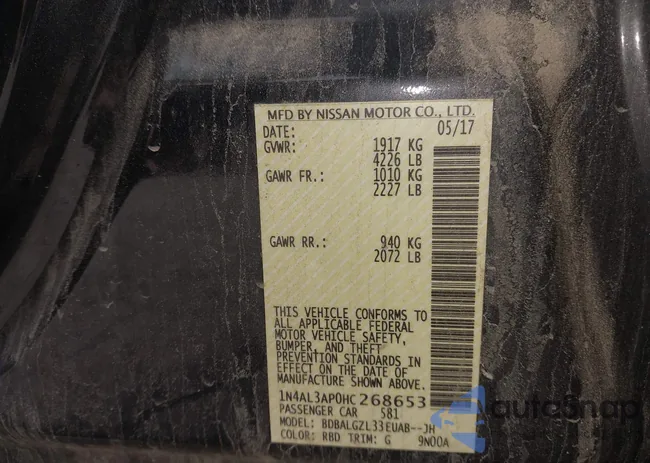 MFD BY NISSAN MOTOR CO., LTD.
DATE: 05/17
GVWR: 1917 KG
4226 LB
GAWR FR.: 1010 KG
2227 LB
GAWR RR.: 940 KG
2072 LB
THIS VEHICLE CONFORMS TO
ALL APPLICABLE FEDERAL
MOTOR VEHICLE SAFETY,
BUMPER, AND THEFT
PREVENTION STANDARDS IN
EFFECT ON THE DATE OF
MANUFACTURE SHOWN ABOVE.
1N4AL3AP0HC268653
PASSENGER CAR 581
MODEL: BDBALGZL33EUAB--JH
COLOR: RBD TRIM: G 9N00A
autoSnap